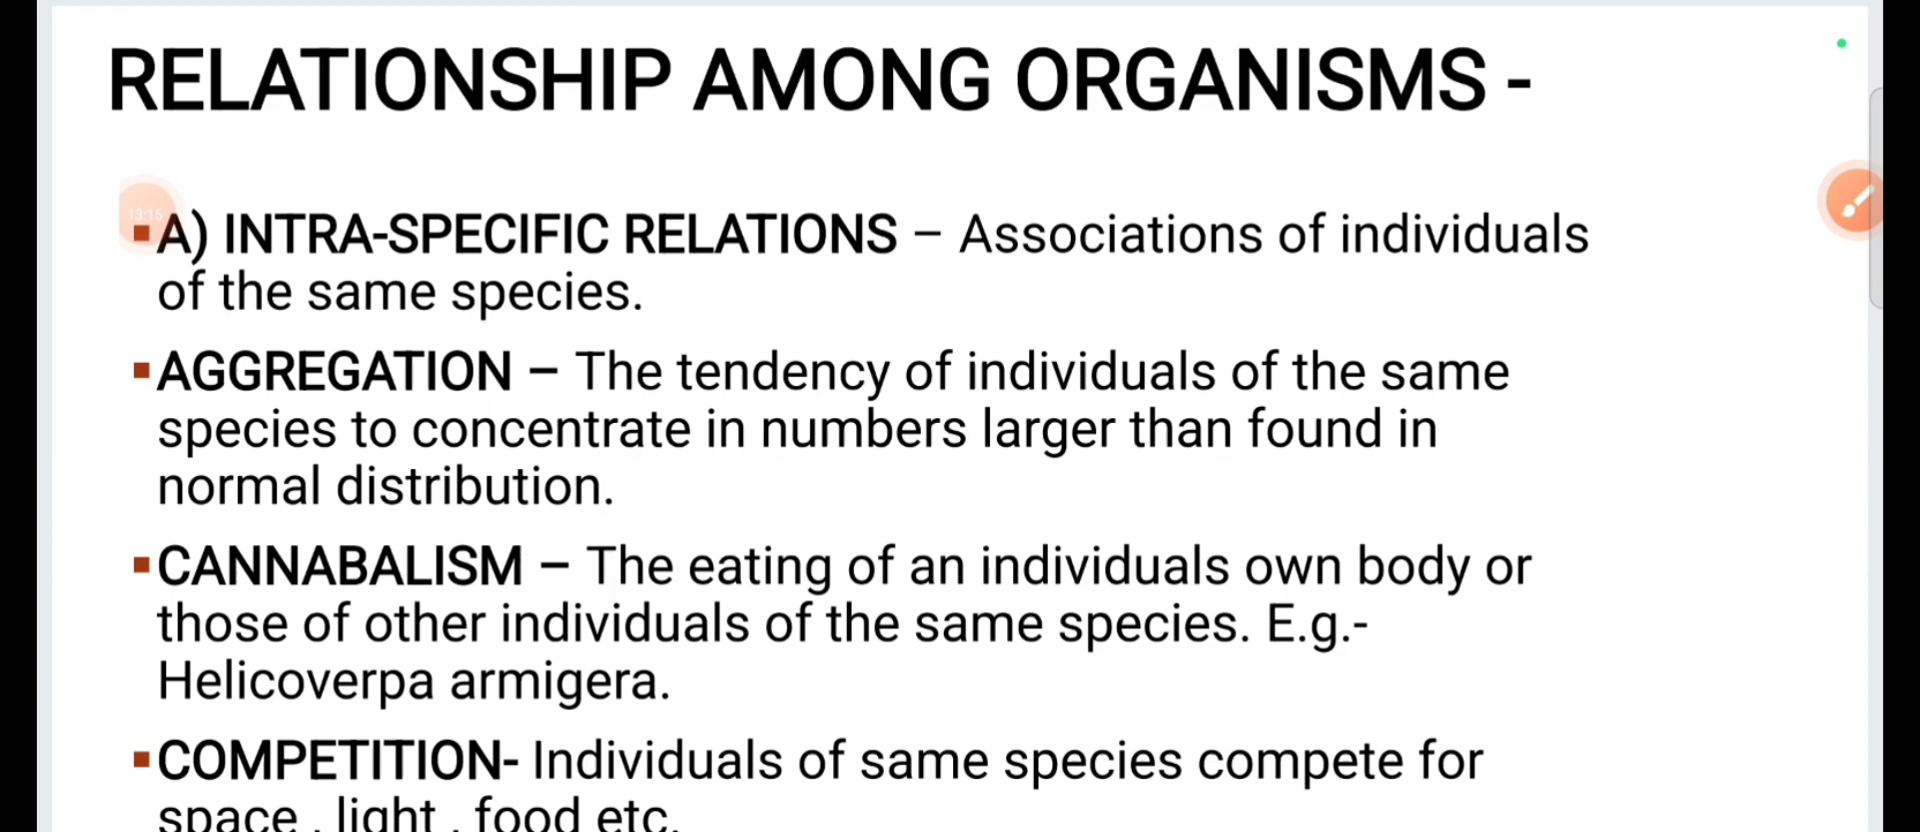 RELATIONSHIP AMONG ORGANISMS -
13:15
A) INTRA-SPECIFIC RELATIONS – Associations of individuals
of the same species.
AGGREGATION – The tendency of individuals of the same
species to concentrate in numbers larger than found in
normal distribution.
CANNABALISM – The eating of an individuals own body or
those of other individuals of the same species. E.g.-
Helicoverpa armigera.
COMPETITION- Individuals of same species compete for
space , light , food etc.